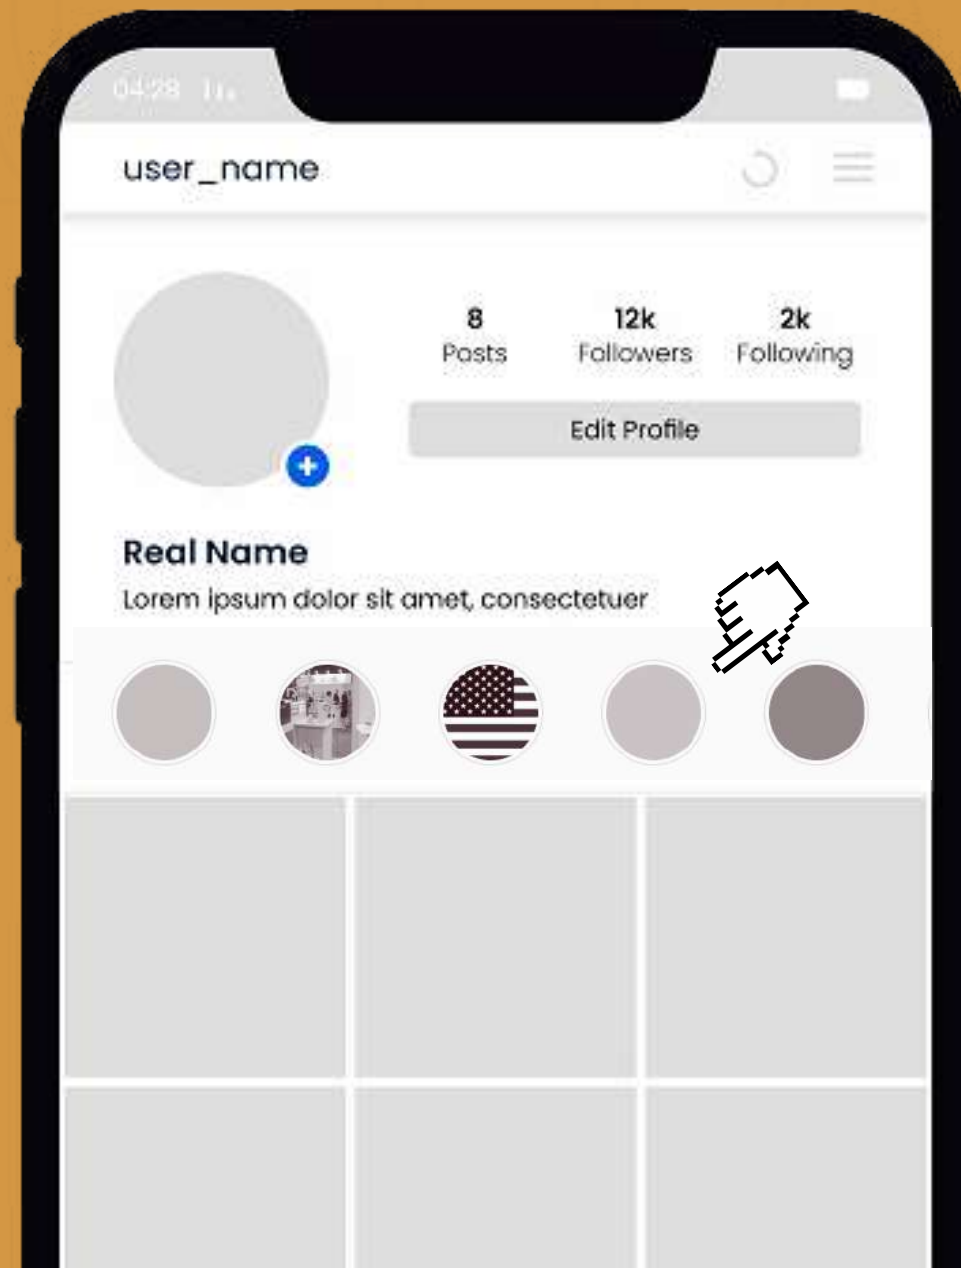 04:28
user_name
8
Posts
12k
Followers
2k
Following
Edit Profile
Real Name
Lorem ipsum dolor sit amet, consectetuer